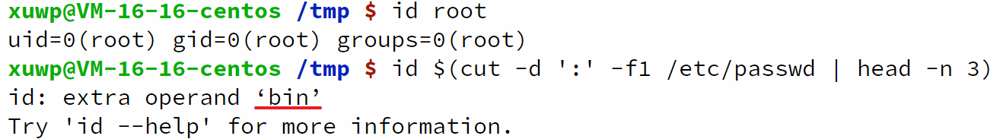 xuwp@VM-16-16-centos /tmp $ id root
uid=0(root) gid=0(root) groups=0(root)
xuwp@VM-16-16-centos /tmp $ id $(cut -d ':' -f1 /etc/passwd | head -n 3)
id: extra operand ‘bin’
Try 'id --help' for more information.